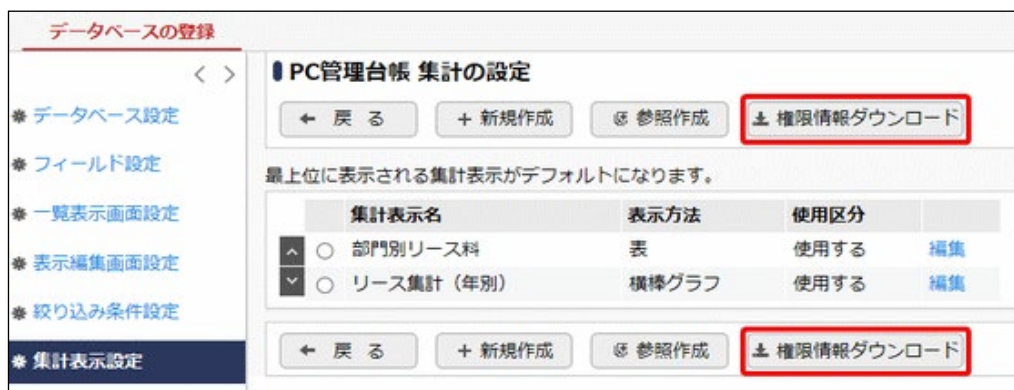 データベースの登録
PC管理台帳 集計の設定
戻 る 新規作成 参照作成 権限情報ダウンロード
データベース設定
フィールド設定
一覧表示画面設定
表示編集画面設定
絞り込み条件設定
集計表示設定
最上位に表示される集計表示がデフォルトになります。
集計表示名 表示方法 使用区分
部門別リース料 表 使用する 編集
リース集計（年別） 横棒グラフ 使用する 編集
戻 る 新規作成 参照作成 権限情報ダウンロード